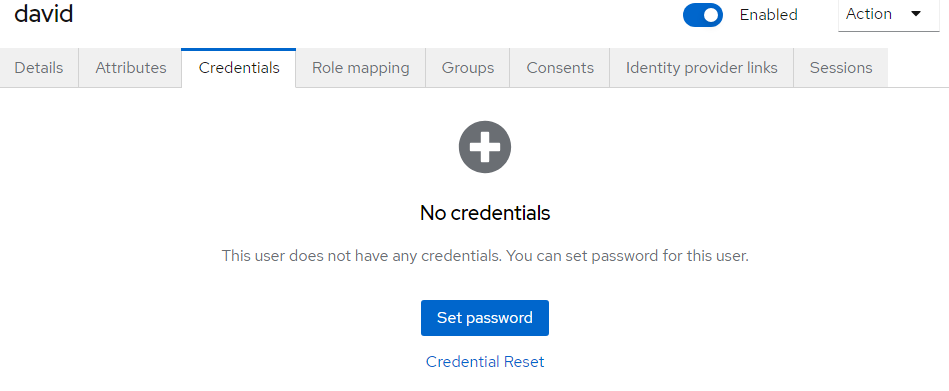 david
Enabled
Action
Details Attributes Credentials Role mapping Groups Consents Identity provider links Sessions
No credentials
This user does not have any credentials. You can set password for this user.
Set password
Credential Reset